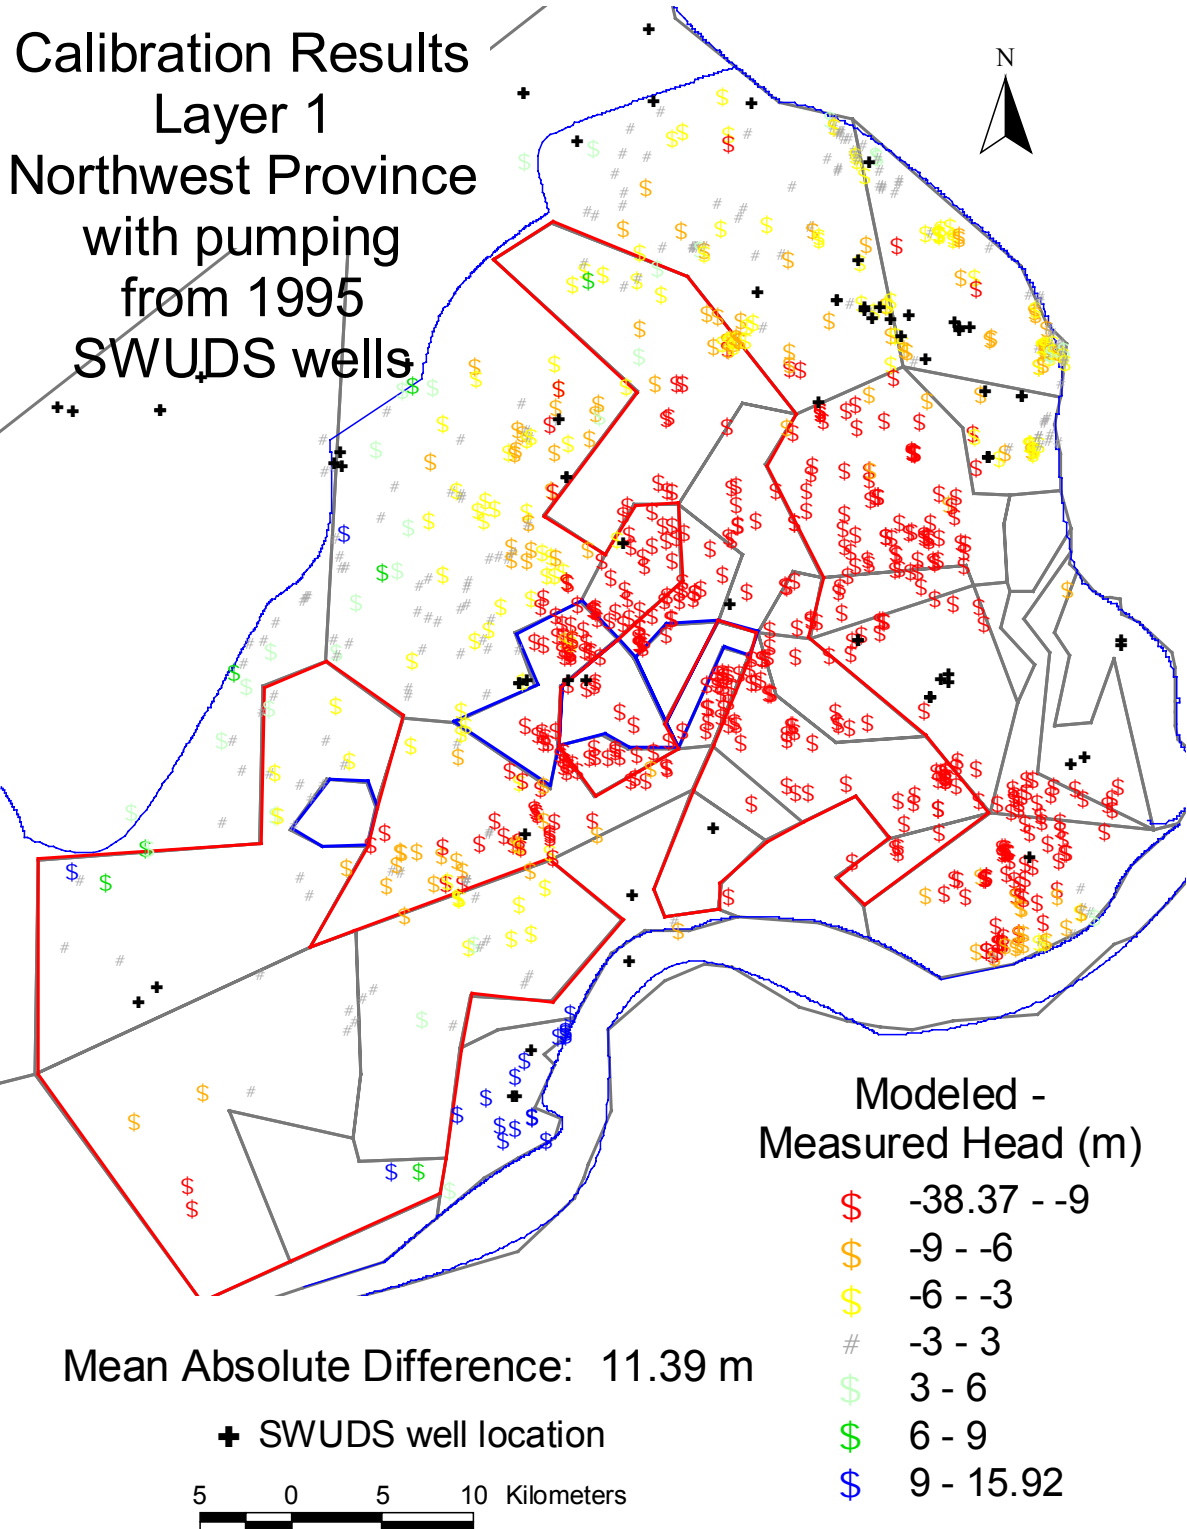 Calibration Results
Layer 1
Northwest Province
with pumping
from 1995
SWUDS wells
N
Modeled -
Measured Head (m)
$ -38.37 - -9
$ -9 - -6
$ -6 - -3
# -3 - 3
$ 3 - 6
$ 6 - 9
$ 9 - 15.92
Mean Absolute Difference: 11.39 m
SWUDS well location
5 0 5 10 Kilometers